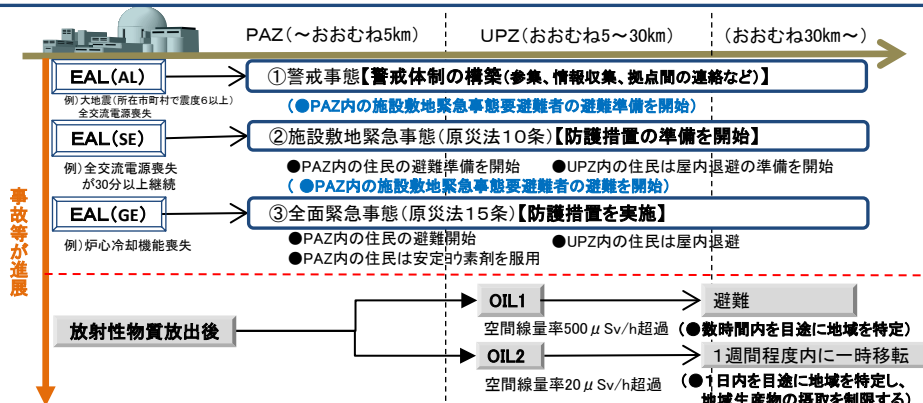 PAZ(～おおむね5km)
UPZ(おおむね5～30km)
(おおむね30km～)
EAL(AL)
①警戒事態【警戒体制の構築(参集、情報収集、拠点間の連絡など)】
例）大地震（所在市町村で震度6以上）
全交流電源喪失
(●PAZ内の施設敷地緊急事態要避難者の避難準備を開始)
EAL(SE)
②施設敷地緊急事態(原災法10条)【防護措置の準備を開始】
例）全交流電源喪失
が30分以上継続
●PAZ内の住民の避難準備を開始
●UPZ内の住民は屋内退避の準備を開始
( ●PAZ内の施設敷地緊急事態要避難者の避難を開始)
事故等が進展
EAL(GE)
③全面緊急事態(原災法15条)【防護措置を実施】
例）炉心冷却機能喪失
●PAZ内の住民の避難開始
●UPZ内の住民は屋内退避
●PAZ内の住民は安定ﾖｳ素剤を服用
放射性物質放出後
OIL1
避難
空間線量率500μSv/h超過
(●数時間内を目途に地域を特定)
OIL2
1週間程度内に一時移転
空間線量率20μSv/h超過
(●1日内を目途に地域を特定し、
地域生産物の摂取を制限する)